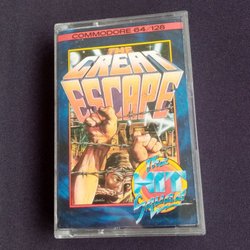 COMMODORE 64/128
THE
GREAT
ESCAPE
The
HIT
Squad